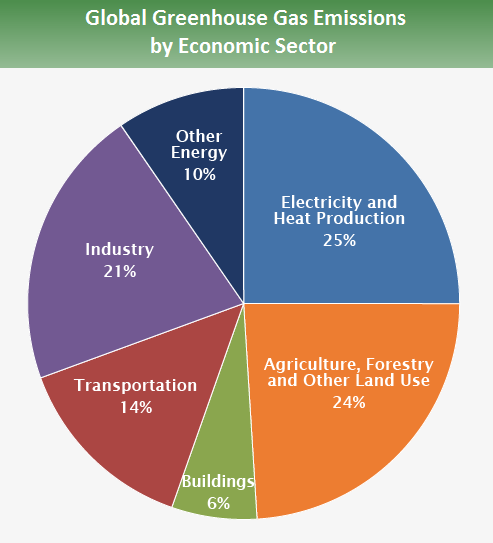 Global Greenhouse Gas Emissions
by Economic Sector
Other
Energy
10%
Electricity and
Heat Production
25%
Industry
21%
Agriculture, Forestry
and Other Land Use
24%
Transportation
14%
Buildings
6%